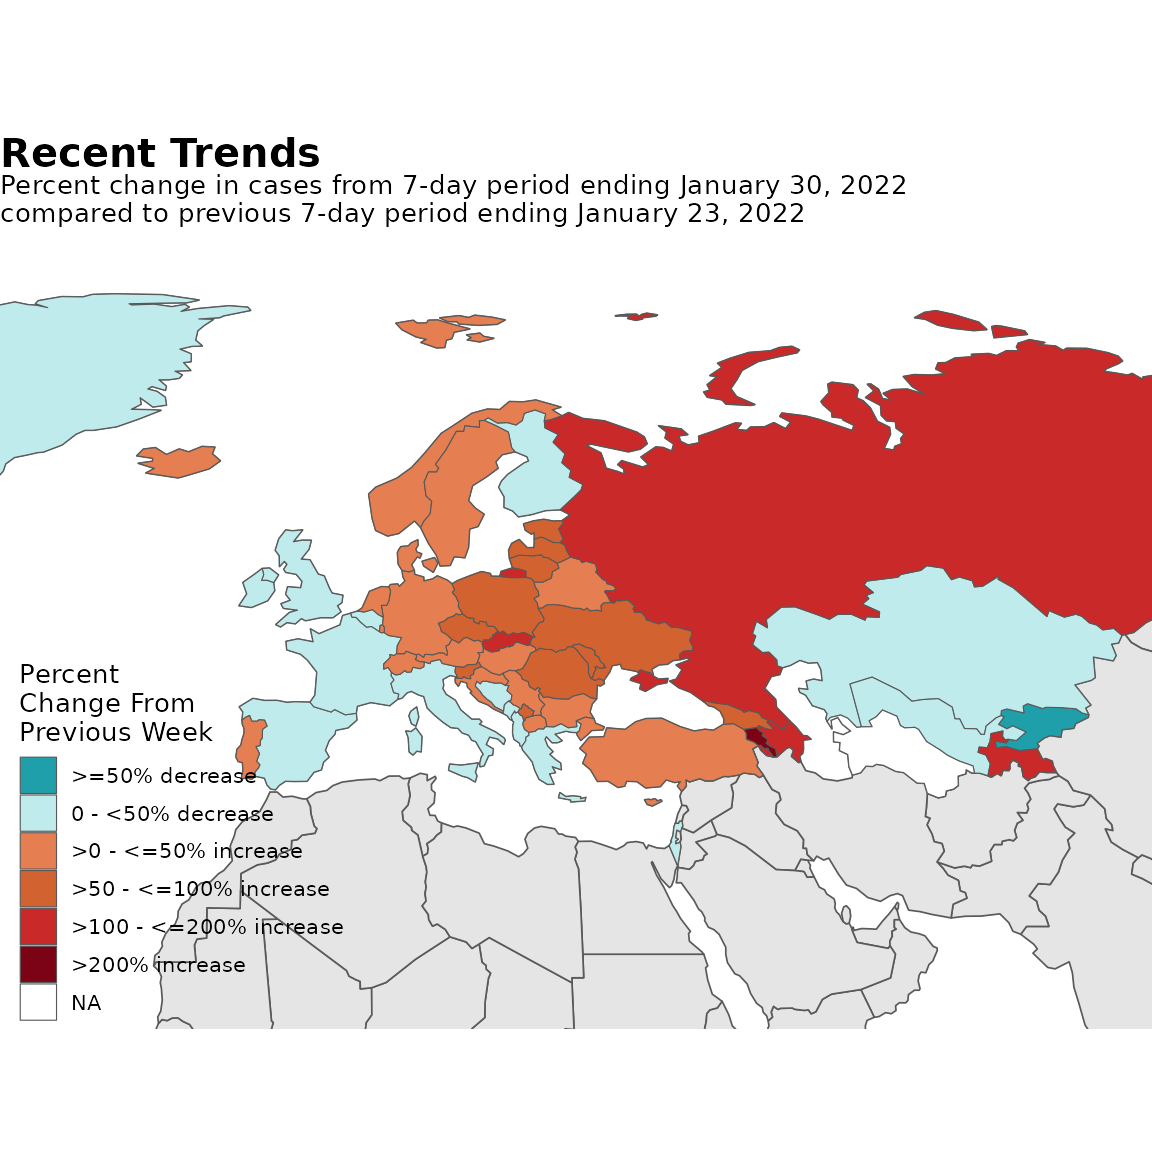 Recent Trends
Percent change in cases from 7-day period ending January 30, 2022
compared to previous 7-day period ending January 23, 2022
Percent
Change From
Previous Week
>=50% decrease
0 - <50% decrease
>0 - <=50% increase
>50 - <=100% increase
>100 - <=200% increase
>200% increase
NA